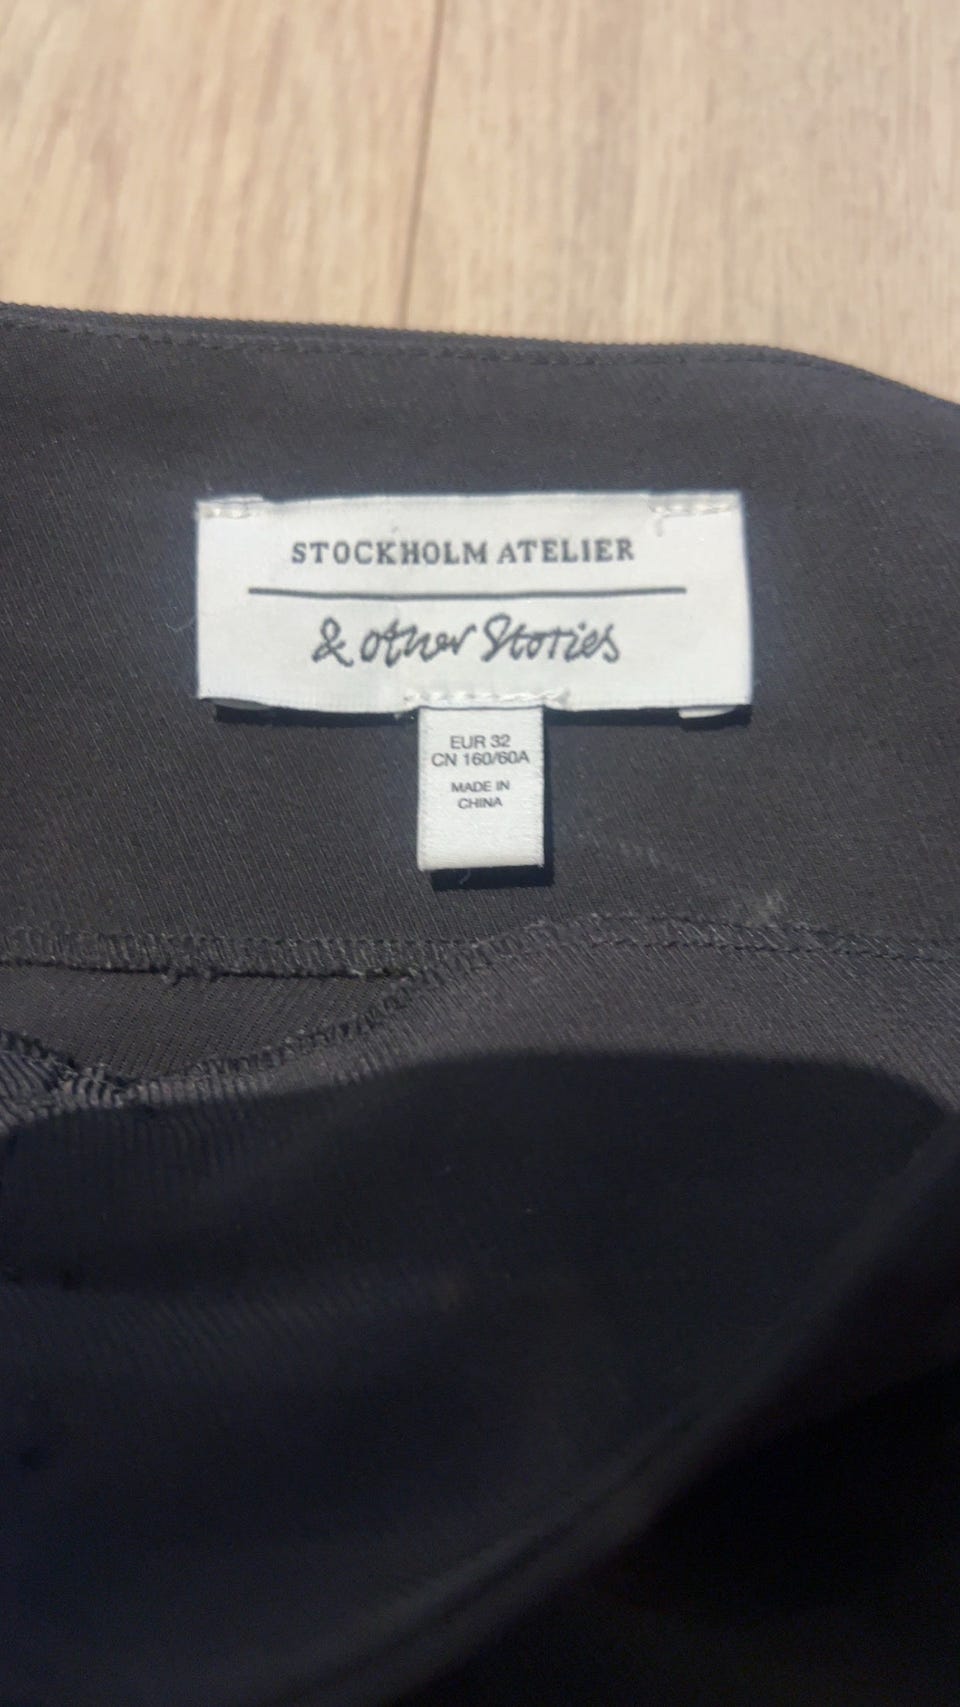 STOCKHOLM ATELIER
& other Stories
EUR 32
CN 160/60A
MADE IN
CHINA